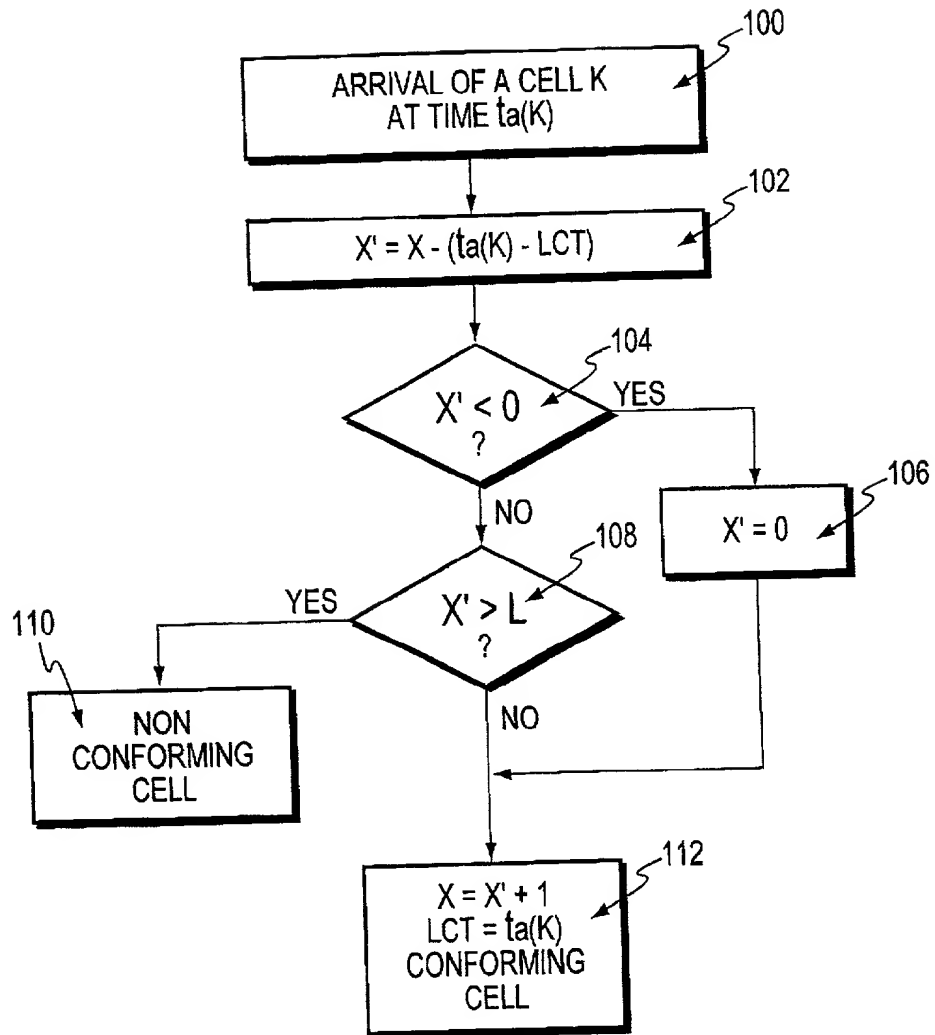 100
ARRIVAL OF A CELL K
AT TIME ta(K)
102
X' = X - (ta(K) - LCT)
104
X' < 0
?
YES
NO
106
X' = 0
108
X' > L
?
YES
NO
110
NON
CONFORMING
CELL
112
X = X' + 1
LCT = ta(K)
CONFORMING
CELL